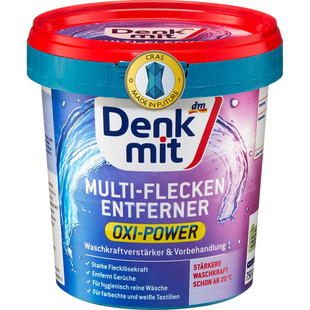 CRAS
MADE IN FUTURE
dm
Denk
mit
MULTI-FLECKEN
ENTFERNER
OXI-POWER
Waschkraftverstärker & Vorbehandlung
Starke Flecklösekraft
Entfernt Gerüche
Für hygienisch reine Wäsche
Für farbechte und weiße Textilien
STÄRKERE
WASCHKRAFT
SCHON AB 20 °C